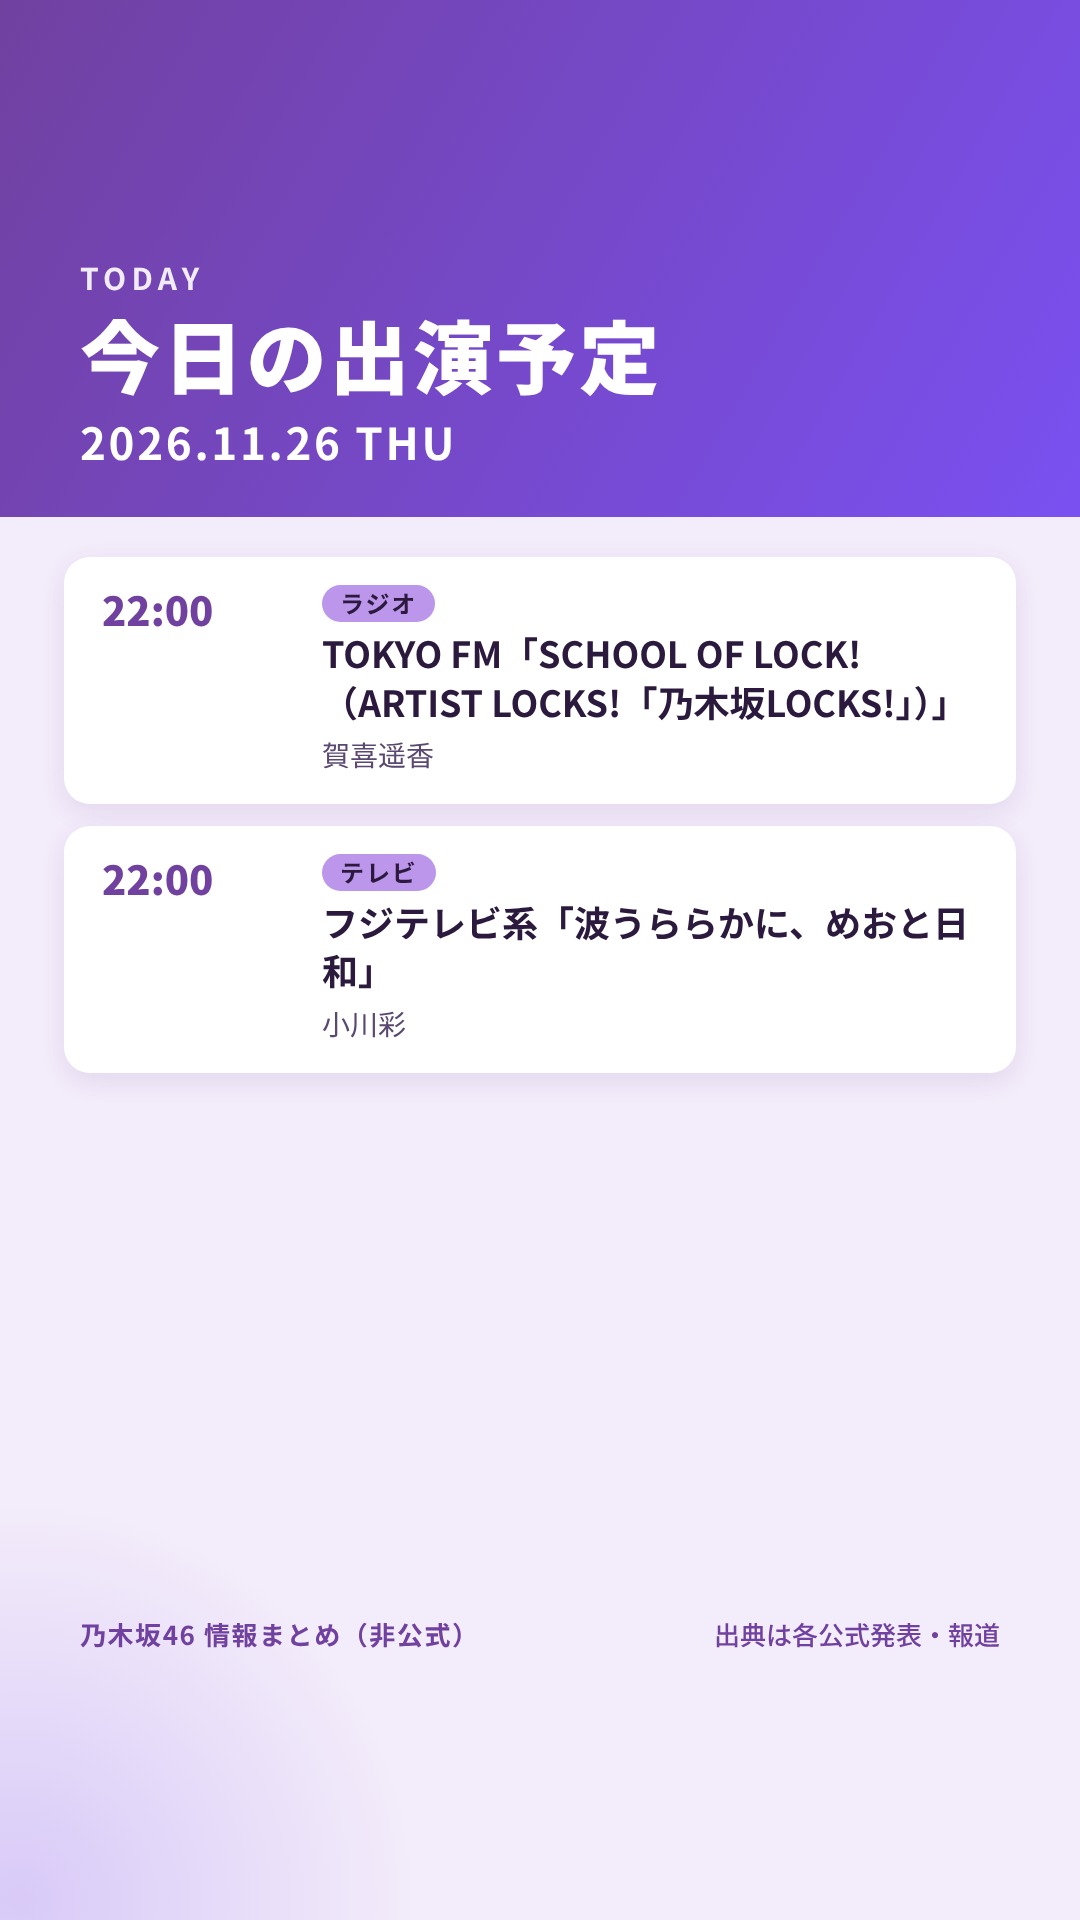 TODAY
今日の出演予定
2026.11.26 THU
22:00
ラジオ
TOKYO FM「SCHOOL OF LOCK!
（ARTIST LOCKS!「乃木坂LOCKS!」）」
賀喜遥香
22:00
テレビ
フジテレビ系「波うららかに、めおと日
和」
小川彩
乃木坂46 情報まとめ（非公式）
出典は各公式発表・報道